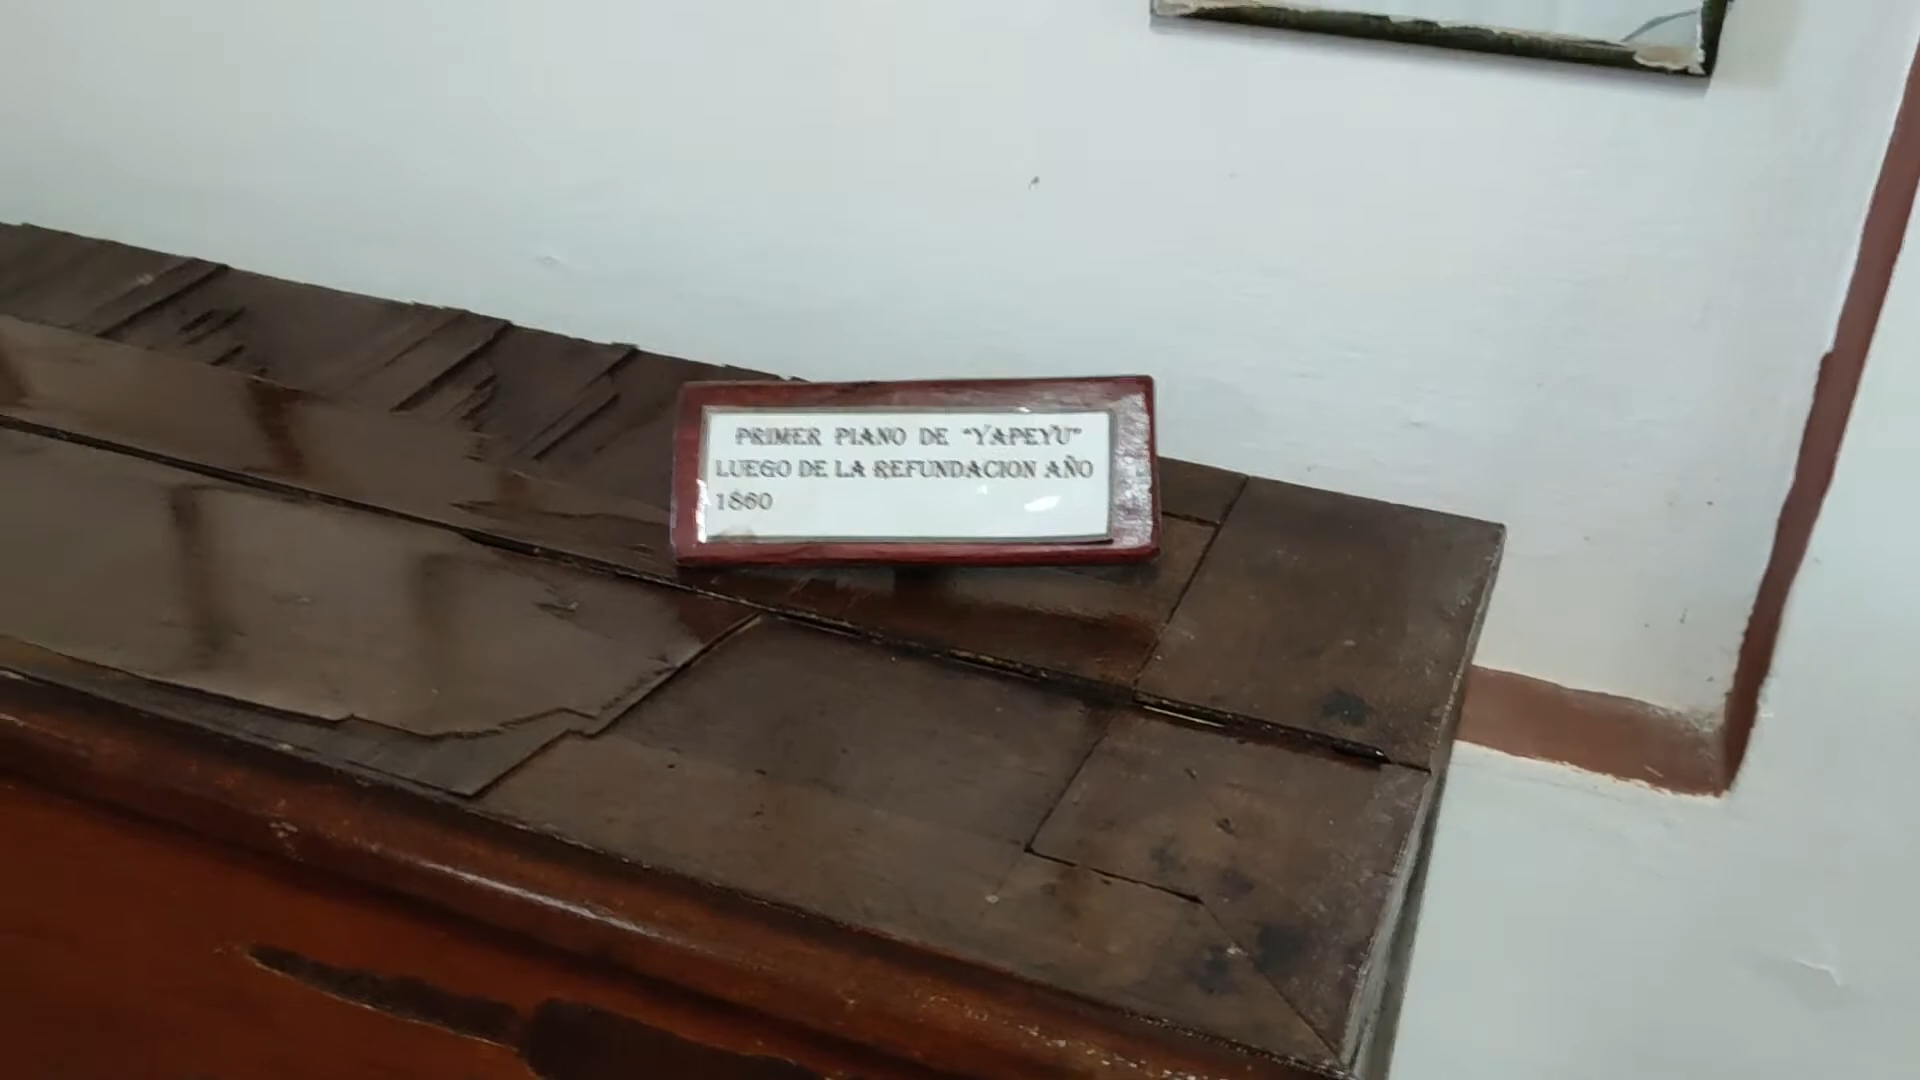 PRIMER PIANO DE "YAPEYU"
LUEGO DE LA REFUNDACION AÑO
1860